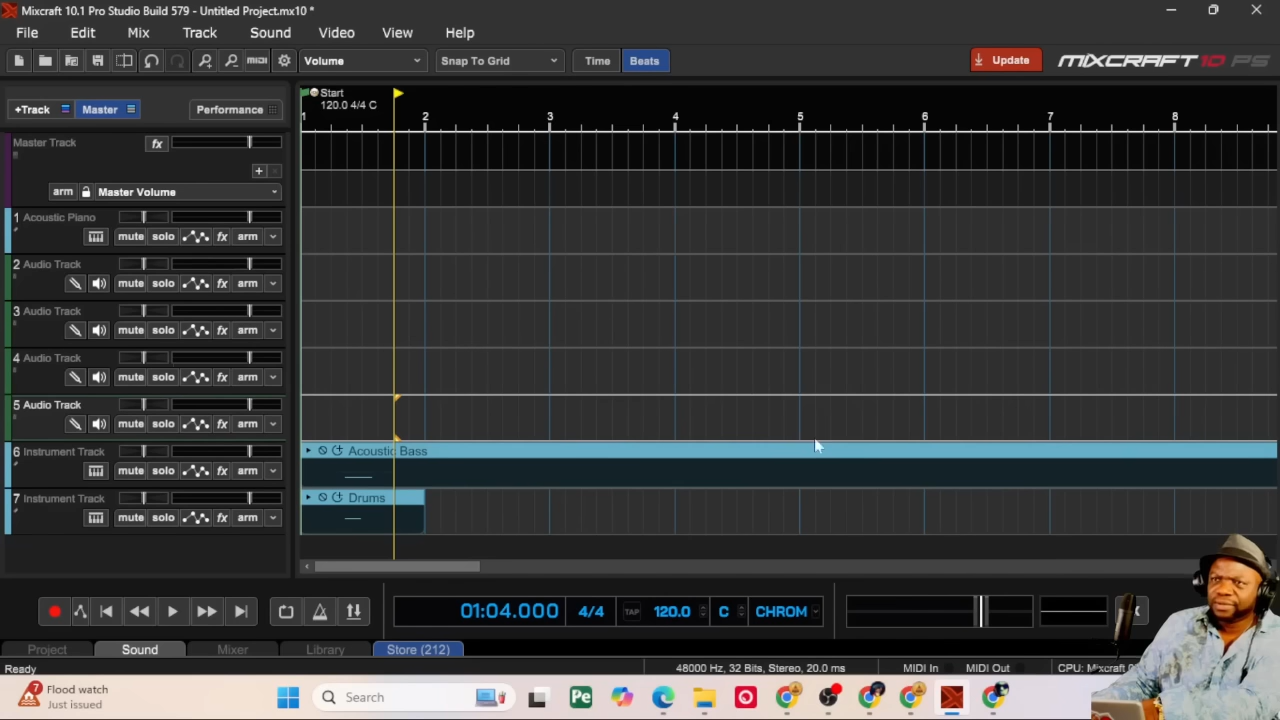 Mixcraft 10.1 Pro Studio Build 579 - Untitled Project.mx10 *
File Edit Mix Track Sound Video View Help
MIDI Volume Snap To Grid Time Beats Update MIXCRAFT 10 PS
+Track Master Performance
Start
120.0 4/4 C
1 2 3 4 5 6 7 8
Master Track fx
+
arm Master Volume
1 Acoustic Piano
mute solo fx arm
2 Audio Track
mute solo fx arm
3 Audio Track
mute solo fx arm
4 Audio Track
mute solo fx arm
5 Audio Track
mute solo fx arm
6 Instrument Track Acoustic Bass
mute solo fx arm
7 Instrument Track Drums
mute solo fx arm
01:04.000 4/4 TAP 120.0 C CHROM
Project Sound Mixer Library Store (212)
Ready 48000 Hz, 32 Bits, Stereo, 20.0 ms MIDI In MIDI Out CPU:
7 Flood watch
Just issued
Search
Pe